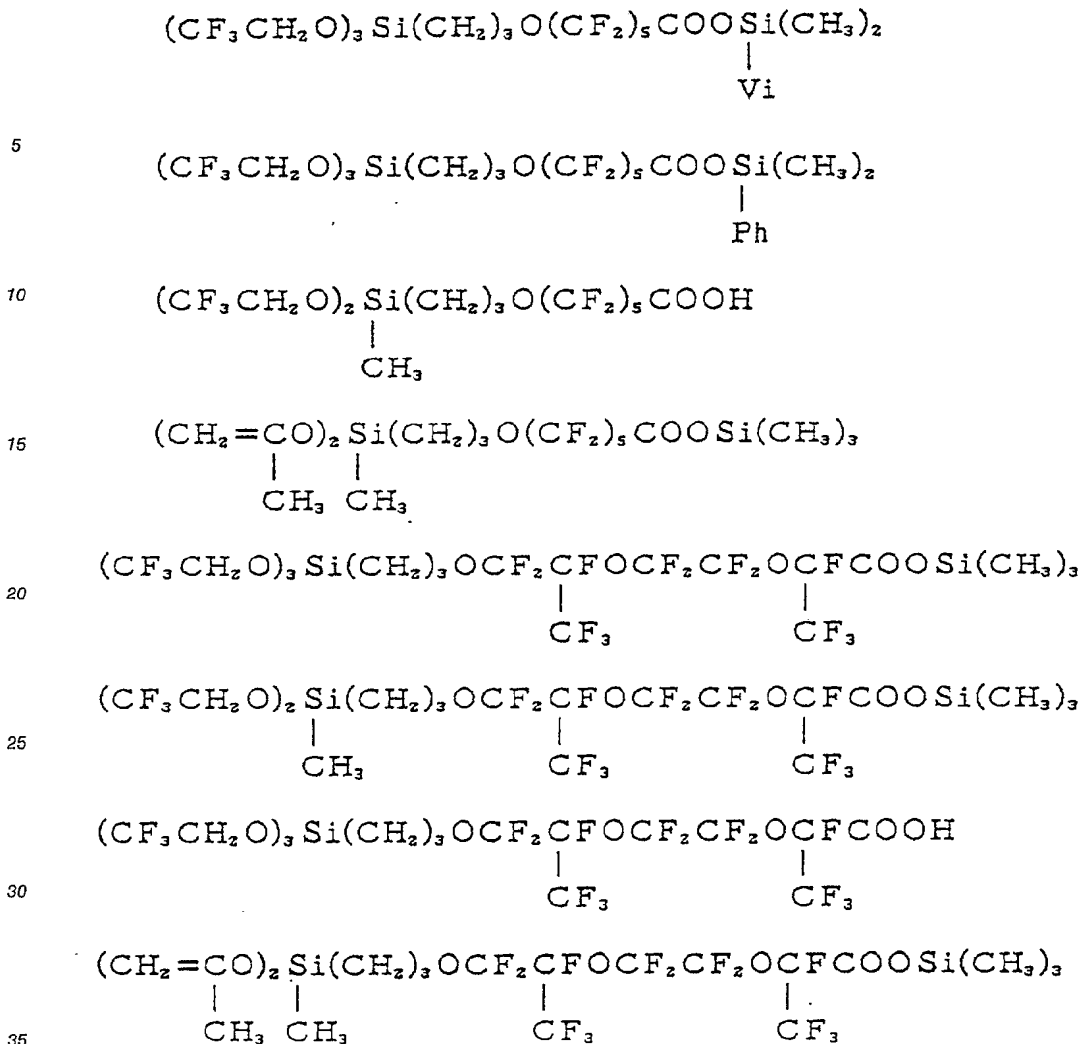 (CF₃CH₂O)₃Si(CH₂)₃O(CF₂)₅COOSi(CH₃)₂
Vi
5
(CF₃CH₂O)₃Si(CH₂)₃O(CF₂)₅COOSi(CH₃)₂
Ph
10
(CF₃CH₂O)₂Si(CH₂)₃O(CF₂)₅COOH
CH₃
15
(CH₂=CO)₂Si(CH₂)₃O(CF₂)₅COOSi(CH₃)₃
CH₃ CH₃
(CF₃CH₂O)₃Si(CH₂)₃OCF₂CFOCF₂CF₂OCFCOOSi(CH₃)₃
20
CF₃ CF₃
(CF₃CH₂O)₂Si(CH₂)₃OCF₂CFOCF₂CF₂OCFCOOSi(CH₃)₃
25
CH₃ CF₃ CF₃
(CF₃CH₂O)₃Si(CH₂)₃OCF₂CFOCF₂CF₂OCFCOOH
30
CF₃ CF₃
(CH₂=CO)₂Si(CH₂)₃OCF₂CFOCF₂CF₂OCFCOOSi(CH₃)₃
35
CH₃ CH₃ CF₃ CF₃